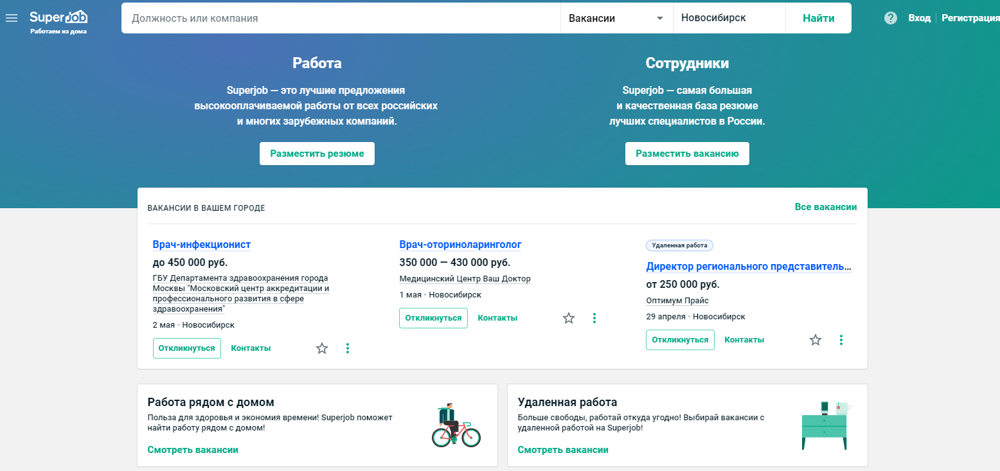 SuperJob
Работаем из дома
Должность или компания
Вакансии
Новосибирск
Найти
?
Вход
Регистрация
Работа
Superjob — это лучшие предложения
высокооплачиваемой работы от всех российских
и многих зарубежных компаний.
Разместить резюме
Сотрудники
Superjob — самая большая
и качественная база резюме
лучших специалистов в России.
Разместить вакансию
ВАКАНСИИ В ВАШЕМ ГОРОДЕ
Все вакансии
Врач-инфекционист
до 450 000 руб.
ГБУ Департамента здравоохранения города
Москвы "Московский центр аккредитации и
профессионального развития в сфере
здравоохранения"
2 мая • Новосибирск
Откликнуться
Контакты
Врач-оториноларинголог
350 000 — 430 000 руб.
Медицинский Центр Ваш Доктор
1 мая • Новосибирск
Откликнуться
Контакты
Удаленная работа
Директор регионального представитель...
от 250 000 руб.
Оптимум Прайс
29 апреля • Новосибирск
Откликнуться
Контакты
Работа рядом с домом
Польза для здоровья и экономия времени! Superjob поможет
найти работу рядом с домом!
Смотреть вакансии
Удаленная работа
Больше свободы, работай откуда угодно! Выбирай вакансии с
удаленной работой на Superjob!
Смотреть вакансии